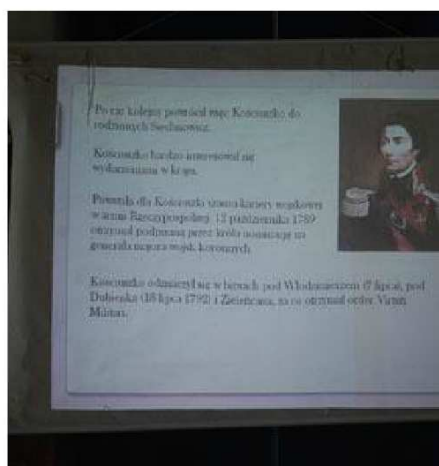 Po raz kolejny powrócił więc Kościuszko do
rodzinnych Siechnowicz.
Kościuszko bardzo interesował się
wydarzeniami w kraju.
Powstała dla Kościuszki szansa kariery wojskowej
w armii Rzeczypospolitej. 12 października 1789
otrzymał podpisaną przez króla nominację na
generała majora wojsk koronnych.
Kościuszko odznaczył się w bitwach pod Włodzimierzem (7 lipca), pod
Dubienką (18 lipca 1792) i Zieleńcami, za co otrzymał order Virtuti
Militari.